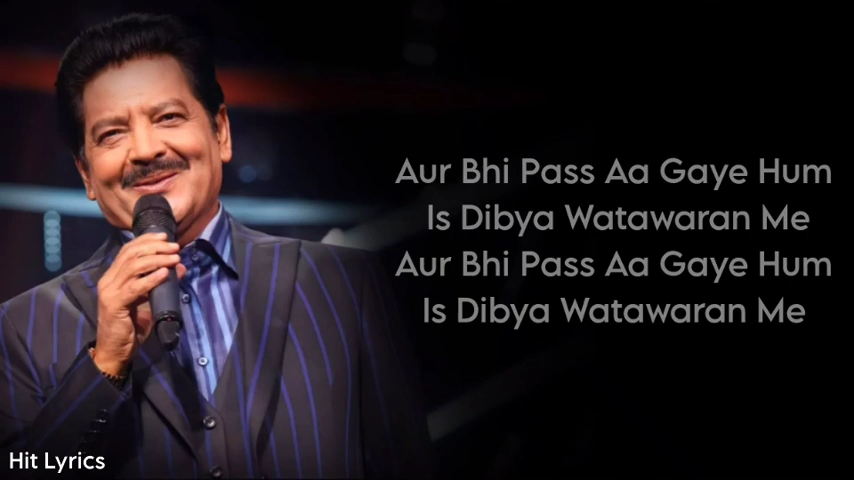 Aur Bhi Pass Aa Gaye Hum
Is Dibya Watawaran Me
Aur Bhi Pass Aa Gaye Hum
Is Dibya Watawaran Me
Hit Lyrics